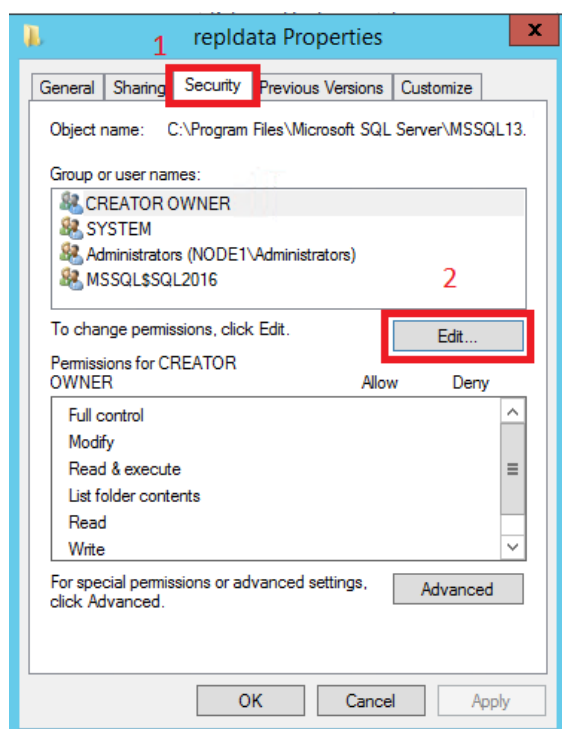 repldata Properties
x
1
General Sharing Security Previous Versions Customize
Object name: C:\Program Files\Microsoft SQL Server\MSSQL13.
Group or user names:
CREATOR OWNER
SYSTEM
Administrators (NODE1\Administrators)
MSSQL$SQL2016
2
To change permissions, click Edit.
Edit...
Permissions for CREATOR
OWNER Allow Deny
Full control
Modify
Read & execute
List folder contents
Read
Write
For special permissions or advanced settings,
click Advanced.
Advanced
OK Cancel Apply